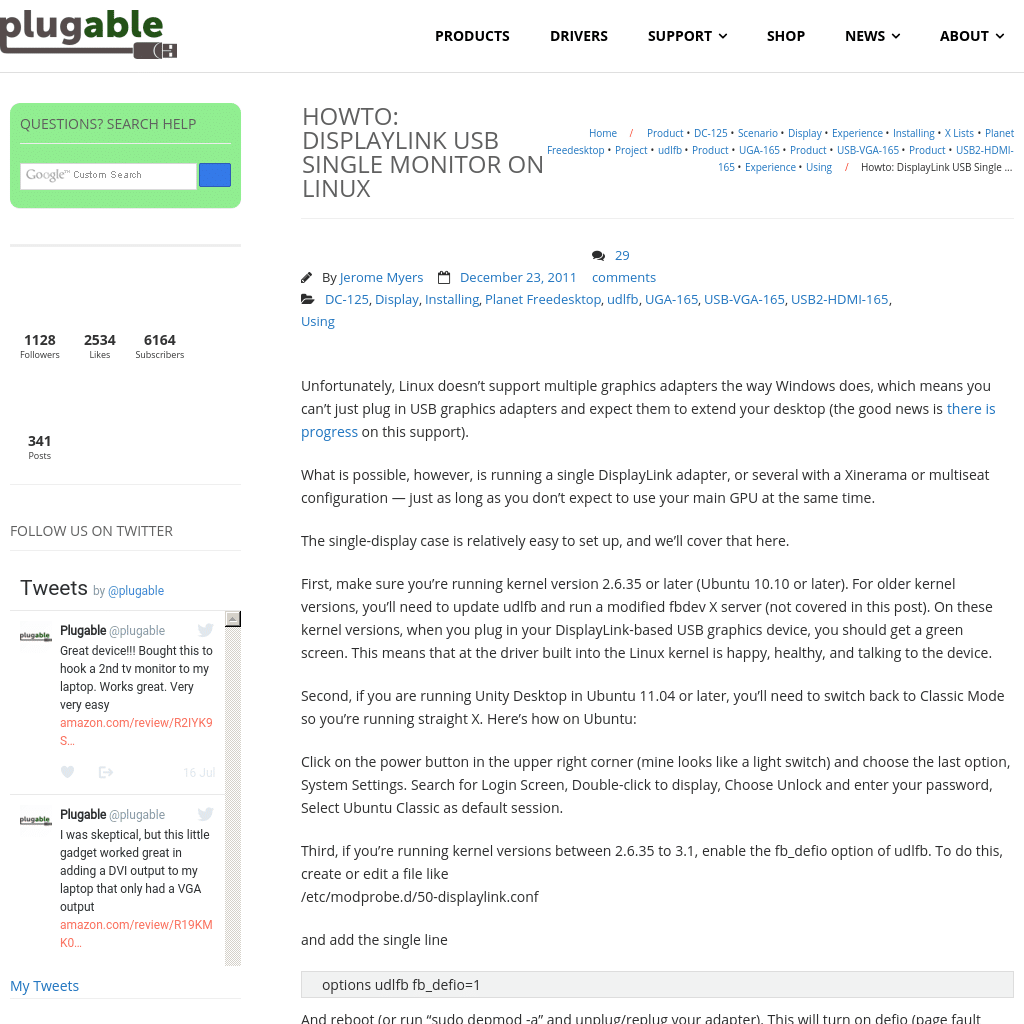 plugable
PRODUCTS DRIVERS SUPPORT SHOP NEWS ABOUT
QUESTIONS? SEARCH HELP
Google™ Custom Search
1128 2534 6164
Followers Likes Subscribers
341
Posts
FOLLOW US ON TWITTER
Tweets by @plugable
Plugable @plugable
Great device!!! Bought this to
hook a 2nd tv monitor to my
laptop. Works great. Very
very easy
amazon.com/review/R2IYK9
S…
16 Jul
Plugable @plugable
I was skeptical, but this little
gadget worked great in
adding a DVI output to my
laptop that only had a VGA
output
amazon.com/review/R19KM
K0…
My Tweets
HOWTO:
DISPLAYLINK USB
SINGLE MONITOR ON
LINUX
Home / Product • DC-125 • Scenario • Display • Experience • Installing • X Lists • Planet
Freedesktop • Project • udlfb • Product • UGA-165 • Product • USB-VGA-165 • Product • USB2-HDMI-
165 • Experience • Using / Howto: DisplayLink USB Single ...
By Jerome Myers December 23, 2011 29
comments
DC-125, Display, Installing, Planet Freedesktop, udlfb, UGA-165, USB-VGA-165, USB2-HDMI-165,
Using
Unfortunately, Linux doesn’t support multiple graphics adapters the way Windows does, which means you
can’t just plug in USB graphics adapters and expect them to extend your desktop (the good news is there is
progress on this support).
What is possible, however, is running a single DisplayLink adapter, or several with a Xinerama or multiseat
configuration — just as long as you don’t expect to use your main GPU at the same time.
The single-display case is relatively easy to set up, and we’ll cover that here.
First, make sure you’re running kernel version 2.6.35 or later (Ubuntu 10.10 or later). For older kernel
versions, you’ll need to update udlfb and run a modified fbdev X server (not covered in this post). On these
kernel versions, when you plug in your DisplayLink-based USB graphics device, you should get a green
screen. This means that at the driver built into the Linux kernel is happy, healthy, and talking to the device.
Second, if you are running Unity Desktop in Ubuntu 11.04 or later, you’ll need to switch back to Classic Mode
so you’re running straight X. Here’s how on Ubuntu:
Click on the power button in the upper right corner (mine looks like a light switch) and choose the last option,
System Settings. Search for Login Screen, Double-click to display, Choose Unlock and enter your password,
Select Ubuntu Classic as default session.
Third, if you’re running kernel versions between 2.6.35 to 3.1, enable the fb_defio option of udlfb. To do this,
create or edit a file like
/etc/modprobe.d/50-displaylink.conf
and add the single line
options udlfb fb_defio=1
And reboot (or run “sudo depmod -a” and unplug/replug your adapter). This will turn on defio (page fault